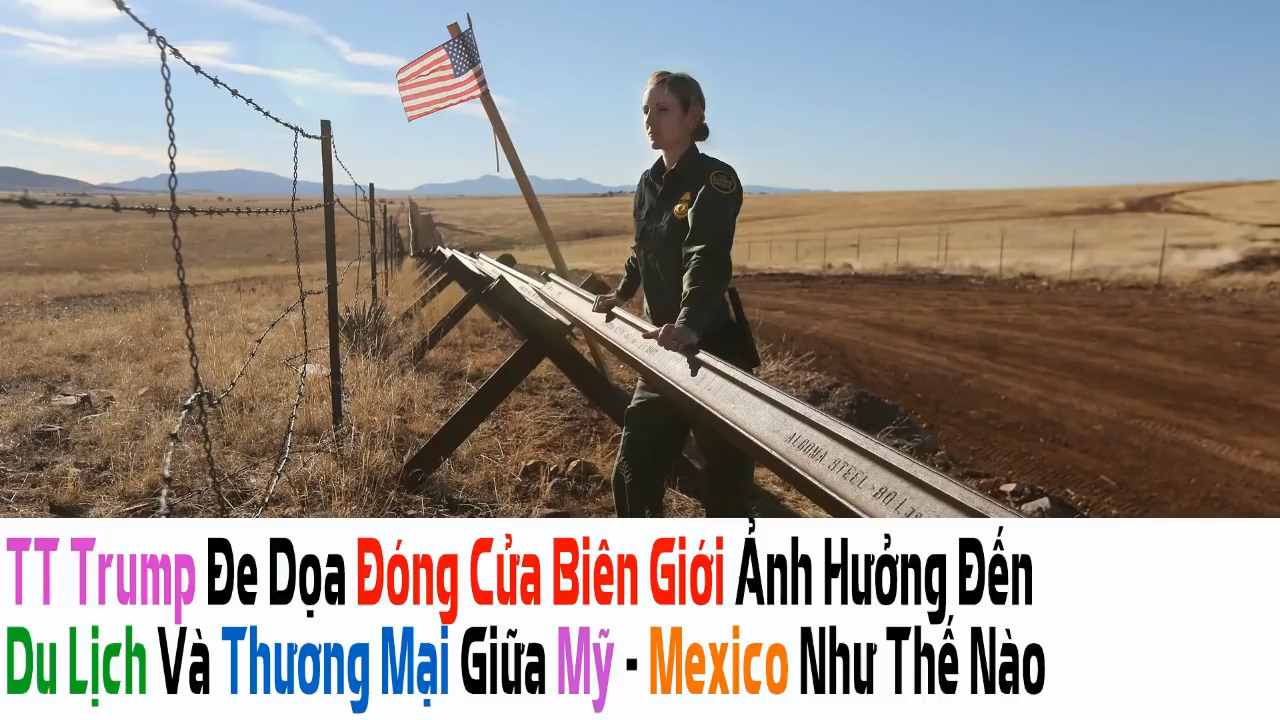 ALGOMA STEEL
TT Trump Đe Dọa Đóng Cửa Biên Giới Ảnh Hưởng Đến
Du Lịch Và Thương Mại Giữa Mỹ - Mexico Như Thế Nào